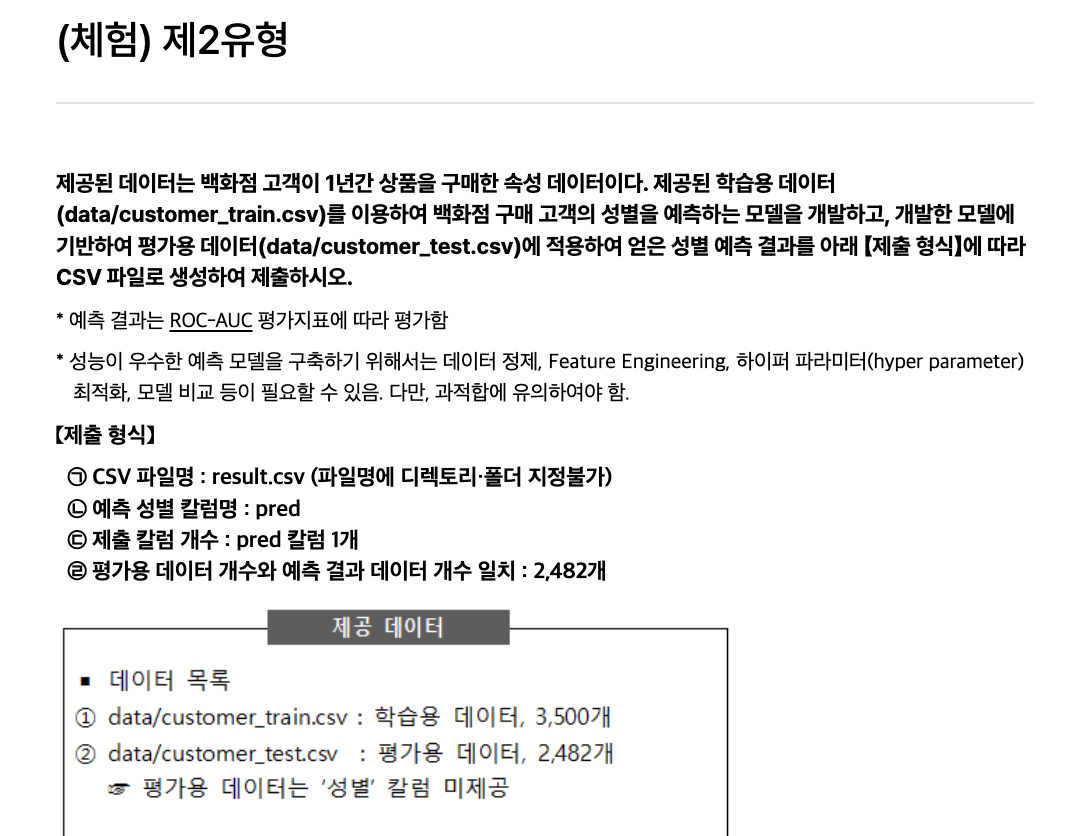 (체험) 제2유형
제공된 데이터는 백화점 고객이 1년간 상품을 구매한 속성 데이터이다. 제공된 학습용 데이터
(data/customer_train.csv)를 이용하여 백화점 구매 고객의 성별을 예측하는 모델을 개발하고, 개발한 모델에
기반하여 평가용 데이터(data/customer_test.csv)에 적용하여 얻은 성별 예측 결과를 아래 【제출 형식】에 따라
CSV 파일로 생성하여 제출하시오.
* 예측 결과는 ROC-AUC 평가지표에 따라 평가함
* 성능이 우수한 예측 모델을 구축하기 위해서는 데이터 정제, Feature Engineering, 하이퍼 파라미터(hyper parameter)
최적화, 모델 비교 등이 필요할 수 있음. 다만, 과적합에 유의하여야 함.
【제출 형식】
㉠ CSV 파일명 : result.csv (파일명에 디렉토리·폴더 지정불가)
㉡ 예측 성별 칼럼명 : pred
㉢ 제출 칼럼 개수 : pred 칼럼 1개
㉣ 평가용 데이터 개수와 예측 결과 데이터 개수 일치 : 2,482개
제공 데이터
▪ 데이터 목록
① data/customer_train.csv : 학습용 데이터, 3,500개
② data/customer_test.csv : 평가용 데이터, 2,482개
☞ 평가용 데이터는 ‘성별’ 칼럼 미제공